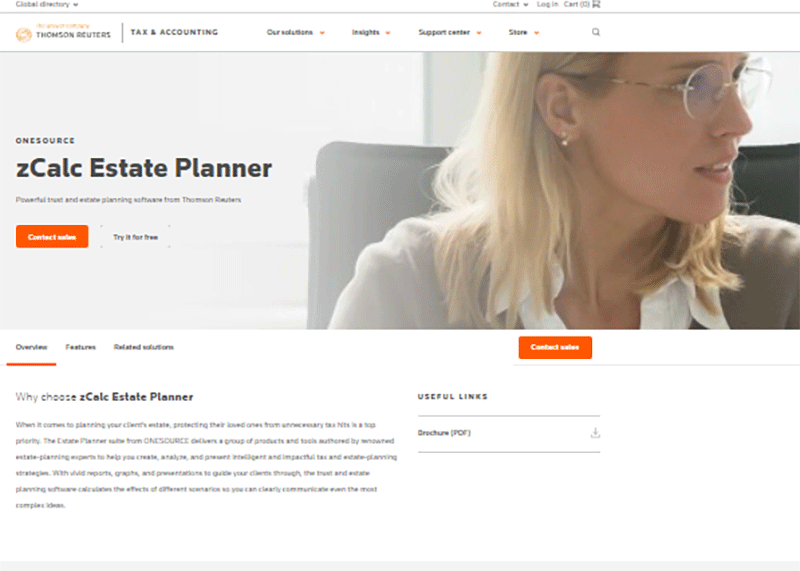 Global directory
Contact Log In Cart (0)
THOMSON REUTERS TAX & ACCOUNTING
Our solutions Insights Support center Store
ONESOURCE
zCalc Estate Planner
Powerful trust and estate planning software from Thomson Reuters
Contact sales Try it for free
Overview Features Related solutions Contact sales
Why choose zCalc Estate Planner
When it comes to planning your client's estate, protecting their loved ones from unnecessary tax hits is a top
priority. The Estate Planner suite from ONESOURCE delivers a group of products and tools authored by renowned
estate-planning experts to help you create, analyze, and present intelligent and impactful tax and estate-planning
strategies. With vivid reports, graphs, and presentations to guide your clients through, the trust and estate
planning software calculates the effects of different scenarios so you can clearly communicate even the most
complex ideas.
USEFUL LINKS
Brochure (PDF)